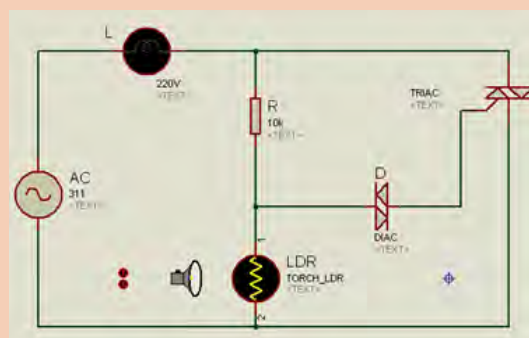 L
220V
<TEXT>
R
10k
<TEXT>
TRIAC
<TEXT>
AC
311
<TEXT>
D
DIAC
<TEXT>
1
LDR
TORCH_LDR
<TEXT>
2